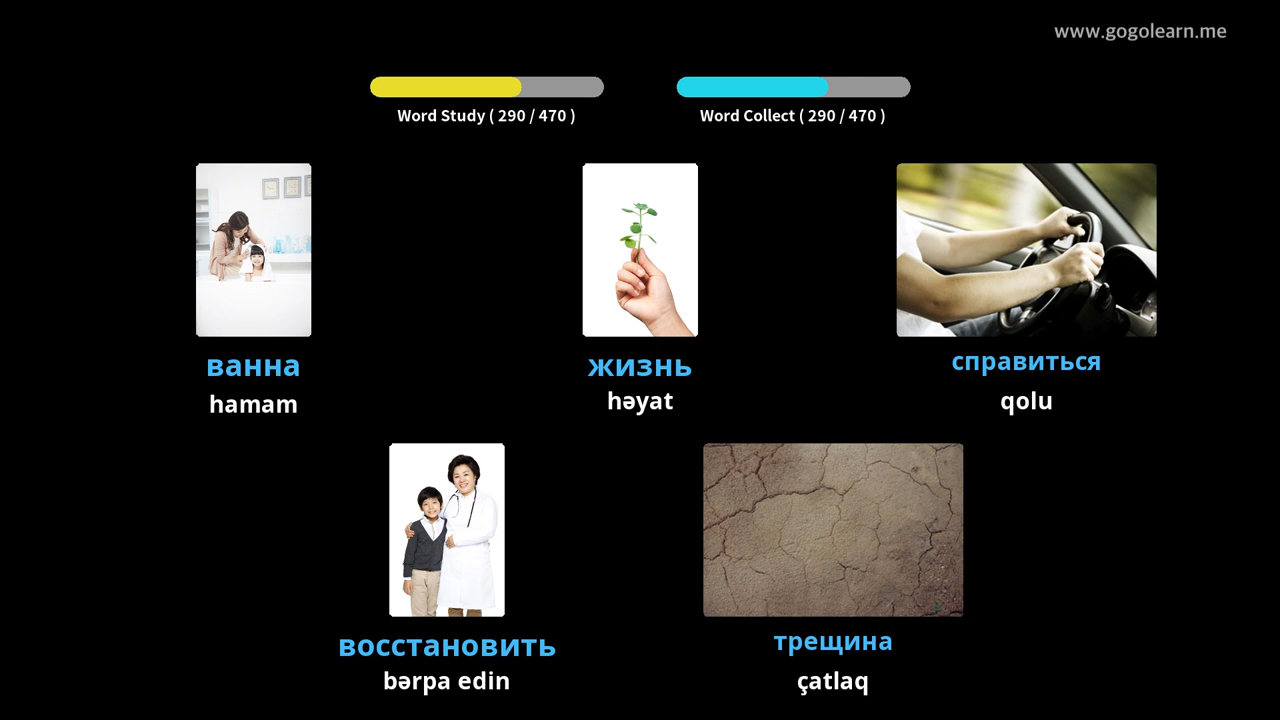 www.gogolearn.me
Word Study ( 290 / 470 )
Word Collect ( 290 / 470 )
ванна
hamam
жизнь
həyat
справиться
qolu
восстановить
bərpa edin
трещина
çatlaq